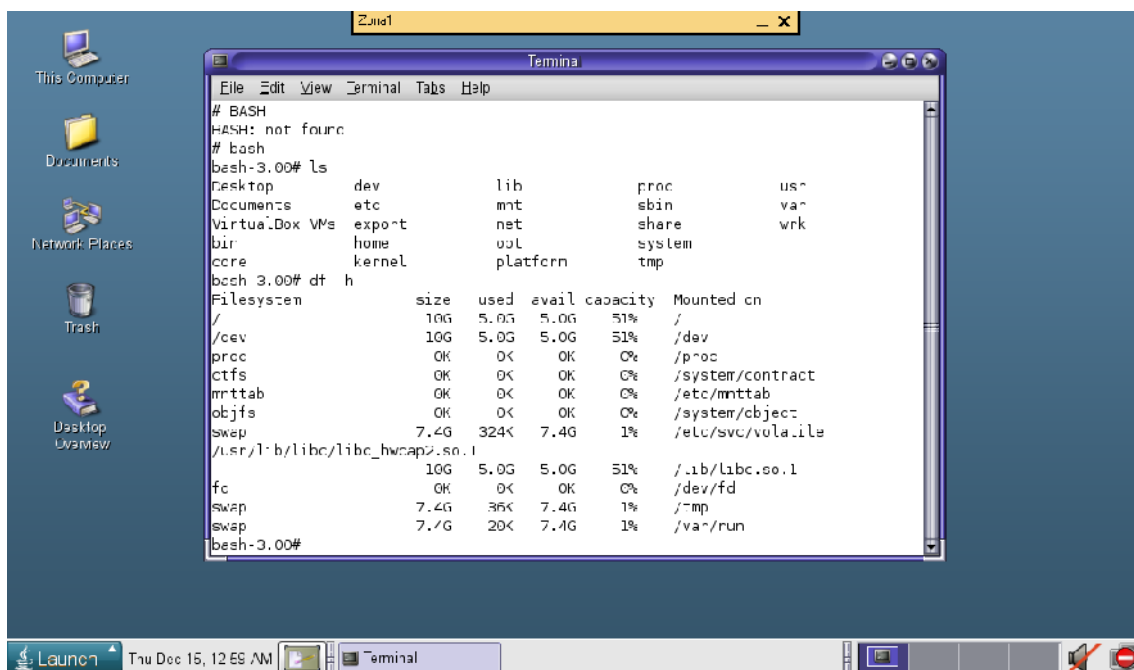 Zona1
This Computer
Documents
Network Places
Trash
Desktop
Overview
Terminal
File Edit View Terminal Tabs Help
# BASH
BASH: not found
# bash
bash-3.00# ls
Desktop dev lib proc usr
Documents etc mnt sbin var
VirtualBox VMs export net share wrk
bin home opt system
core kernel platform tmp
bash-3.00# df -h
Filesystem size used avail capacity Mounted on
/ 10G 5.0G 5.0G 51% /
/dev 10G 5.0G 5.0G 51% /dev
proc 0K 0K 0K 0% /proc
ctfs 0K 0K 0K 0% /system/contract
mnttab 0K 0K 0K 0% /etc/mnttab
objfs 0K 0K 0K 0% /system/object
swap 7.4G 324K 7.4G 1% /etc/svc/volatile
/usr/lib/libc/libc_hwcap2.so.1
10G 5.0G 5.0G 51% /lib/libc.so.1
fd 0K 0K 0K 0% /dev/fd
swap 7.4G 36K 7.4G 1% /tmp
swap 7.4G 20K 7.4G 1% /var/run
bash-3.00#
Launch Thu Dec 15, 12:59 AM Terminal